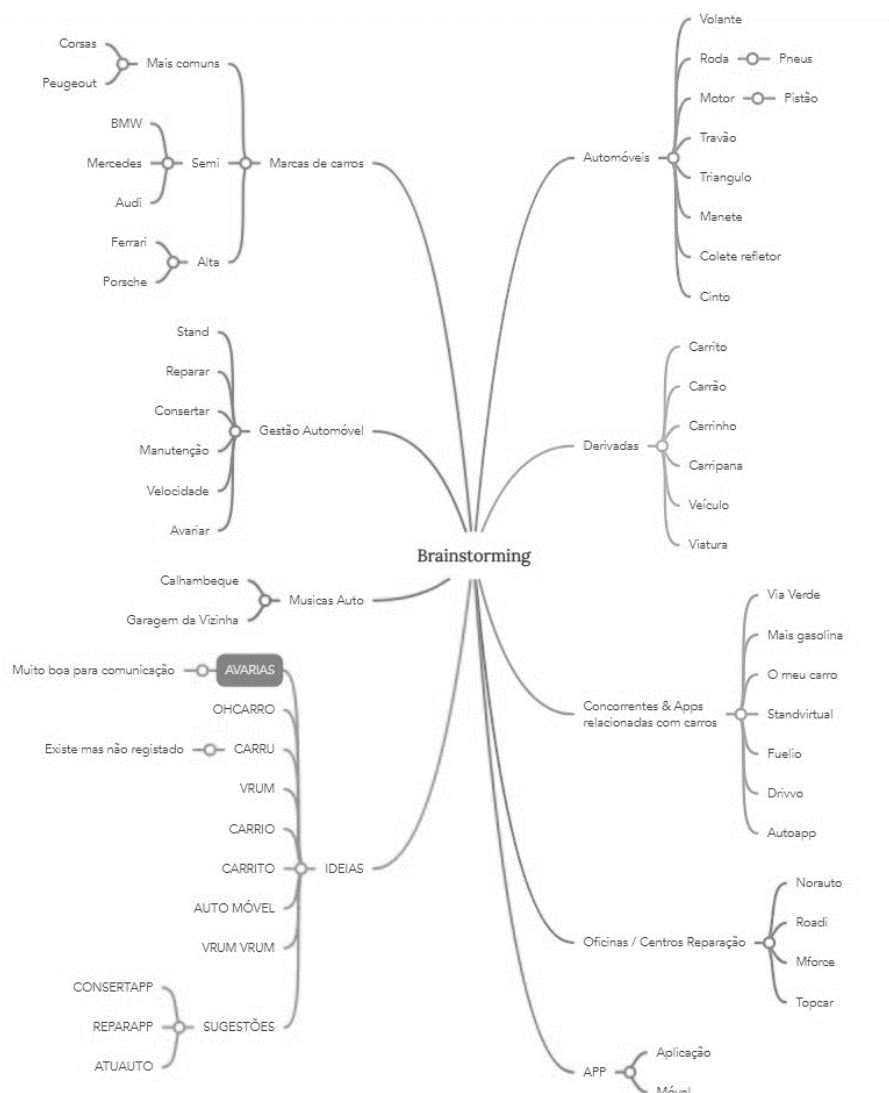 Brainstorming
Marcas de carros
Mais comuns
Corsas
Peugeout
Semi
BMW
Mercedes
Audi
Alta
Ferrari
Porsche
Gestão Automóvel
Stand
Reparar
Consertar
Manutenção
Velocidade
Avariar
Musicas Auto
Calhambeque
Garagem da Vizinha
IDEIAS
AVARIAS
Muito boa para comunicação
OHCARRO
CARRU
Existe mas não registado
VRUM
CARRIO
CARRITO
AUTO MÓVEL
VRUM VRUM
SUGESTÕES
CONSERTAPP
REPARAPP
ATUAUTO
Automóveis
Volante
Roda
Pneus
Motor
Pistão
Travão
Triangulo
Manete
Colete refletor
Cinto
Derivadas
Carrito
Carrão
Carrinho
Carripana
Veículo
Viatura
Concorrentes & Apps
relacionadas com carros
Via Verde
Mais gasolina
O meu carro
Standvirtual
Fuelio
Drivvo
Autoapp
Oficinas / Centros Reparação
Norauto
Roadi
Mforce
Topcar
APP
Aplicação
Móvel